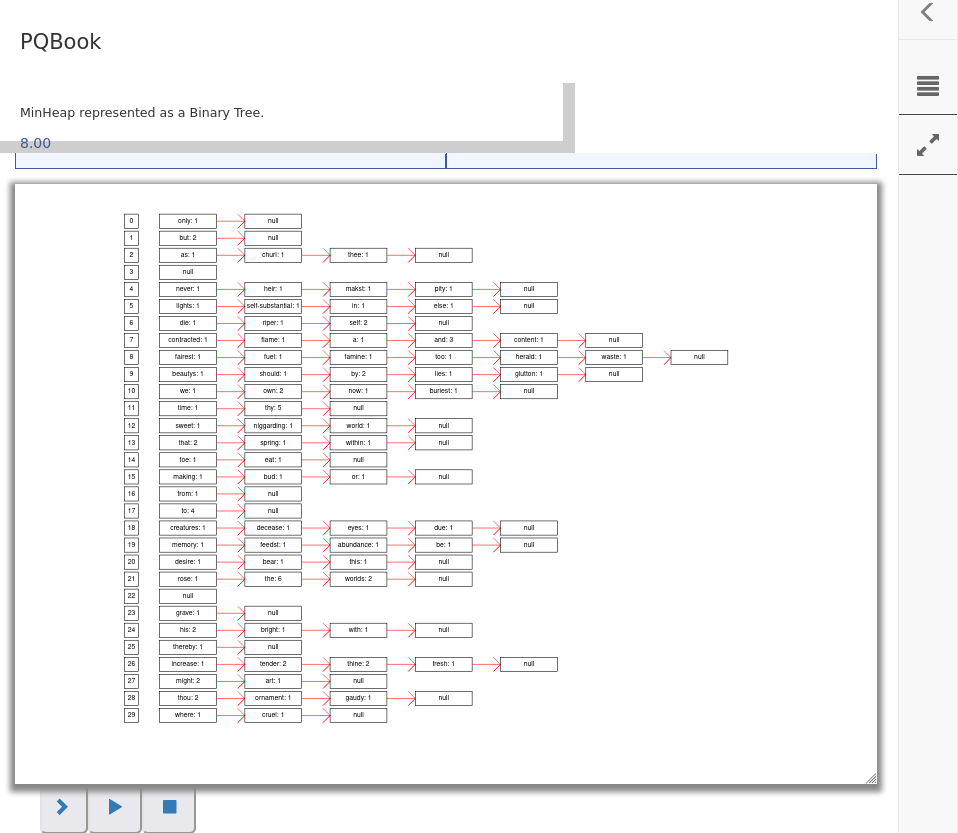 PQBook
MinHeap represented as a Binary Tree.
8.00
0 only: 1 null
1 but: 2 null
2 as: 1 churl: 1 thee: 1 null
3 null
4 never: 1 heir: 1 makst: 1 pity: 1 null
5 lights: 1 self-substantial: 1 in: 1 else: 1 null
6 die: 1 riper: 1 self: 2 null
7 contracted: 1 flame: 1 a: 1 and: 3 content: 1 null
8 fairest: 1 fuel: 1 famine: 1 too: 1 herald: 1 waste: 1 null
9 beautys: 1 should: 1 by: 2 lies: 1 glutton: 1 null
10 we: 1 own: 2 now: 1 buriest: 1 null
11 time: 1 thy: 5 null
12 sweet: 1 niggarding: 1 world: 1 null
13 that: 2 spring: 1 within: 1 null
14 foe: 1 eat: 1 null
15 making: 1 bud: 1 or: 1 null
16 from: 1 null
17 to: 4 null
18 creatures: 1 decease: 1 eyes: 1 due: 1 null
19 memory: 1 feedst: 1 abundance: 1 be: 1 null
20 desire: 1 bear: 1 this: 1 null
21 rose: 1 the: 6 worlds: 2 null
22 null
23 grave: 1 null
24 his: 2 bright: 1 with: 1 null
25 thereby: 1 null
26 increase: 1 tender: 2 thine: 2 fresh: 1 null
27 might: 2 art: 1 null
28 thou: 2 ornament: 1 gaudy: 1 null
29 where: 1 cruel: 1 null